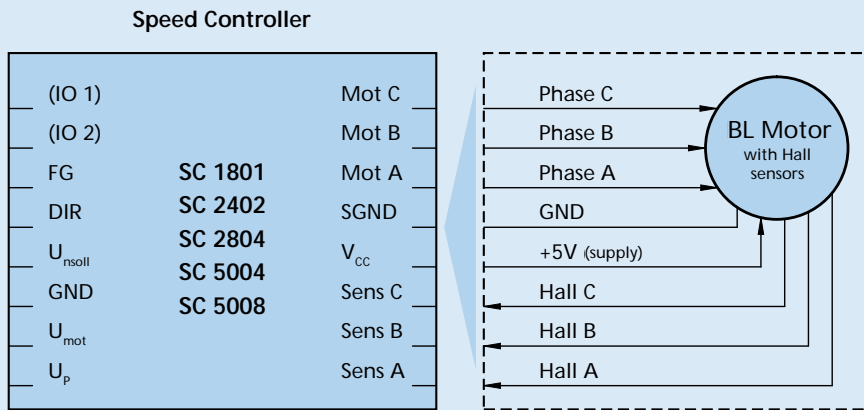 Speed Controller
(IO 1)
(IO 2)
FG
DIR
Unsoll
GND
Umot
UP
SC 1801
SC 2402
SC 2804
SC 5004
SC 5008
Mot C
Mot B
Mot A
SGND
VCC
Sens C
Sens B
Sens A
Phase C
Phase B
Phase A
GND
+5V (supply)
Hall C
Hall B
Hall A
BL Motor
with Hall
sensors